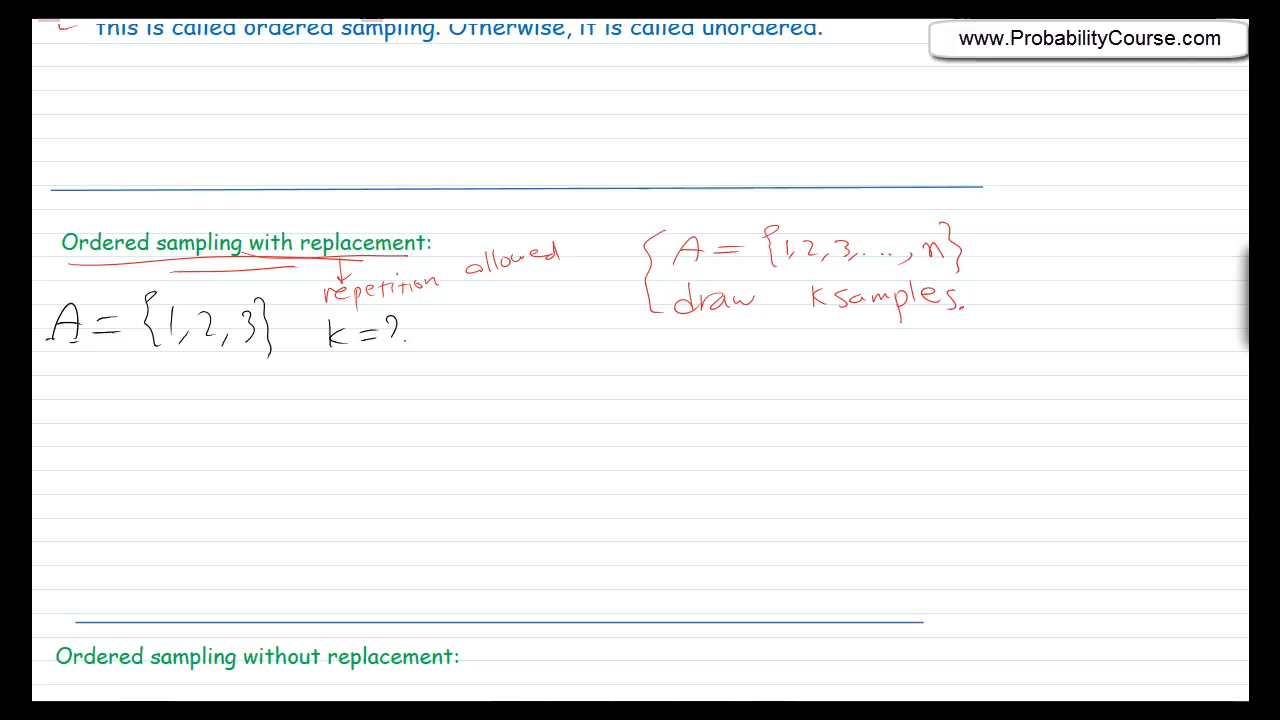 this is called ordered sampling. Otherwise, it is called unordered.
www.ProbabilityCourse.com
Ordered sampling with replacement:
repetition allowed
A = {1, 2, 3, ..., n}
draw k samples.
A = {1, 2, 3} k = 2.
Ordered sampling without replacement: